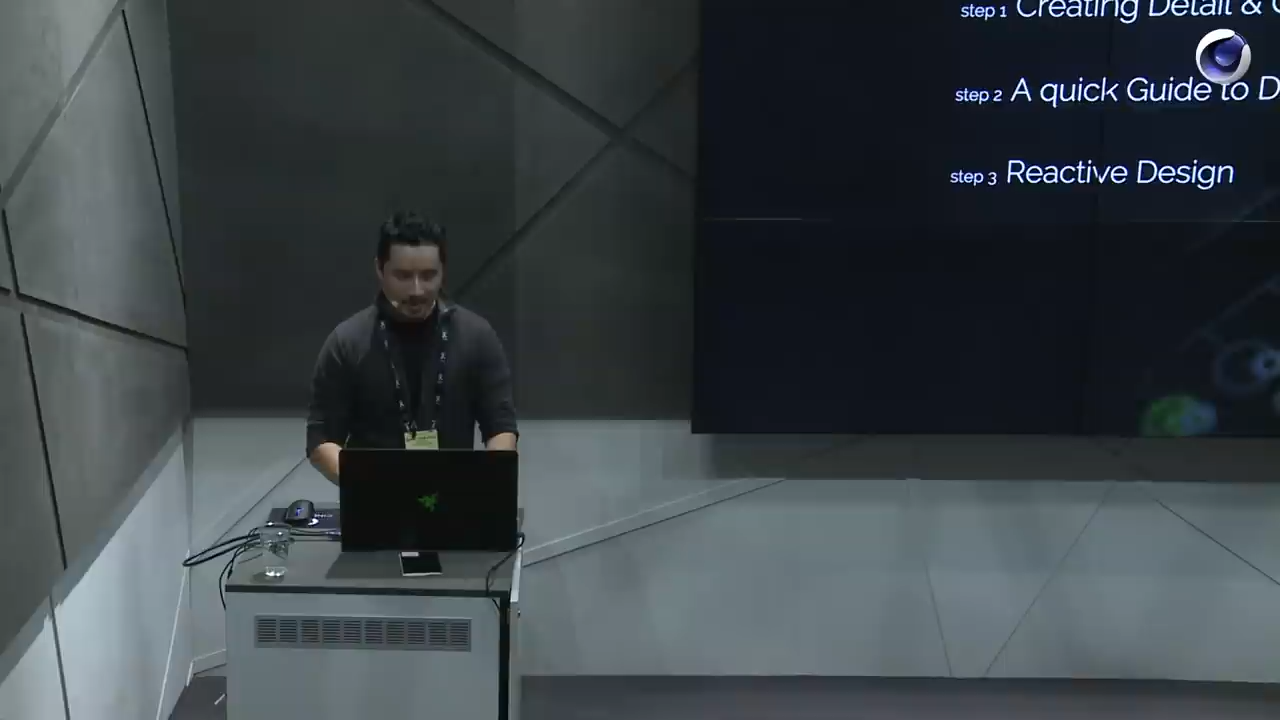 step 1 Creating Detail &
step 2 A quick Guide to D
step 3 Reactive Design